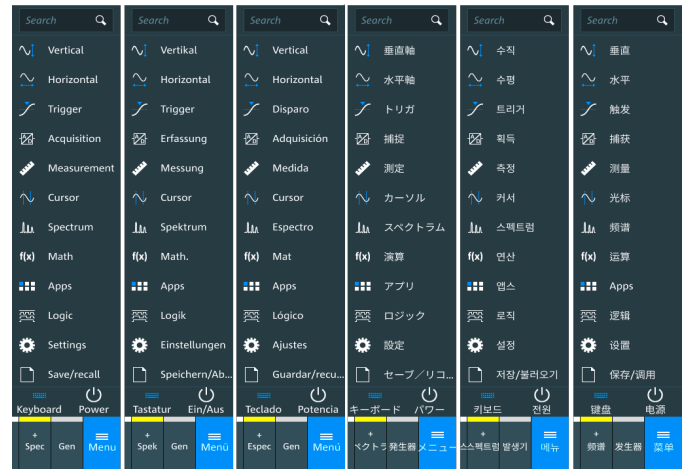 Search
Vertical
Horizontal
Trigger
Acquisition
Measurement
Cursor
Spectrum
f(x) Math
Apps
Logic
Settings
Save/recall
Keyboard Power
+
Spec Gen Menu
Search
Vertikal
Horizontal
Trigger
Erfassung
Messung
Cursor
Spektrum
f(x) Math.
Apps
Logik
Einstellungen
Speichern/Ab...
Tastatur Ein/Aus
+
Spek Gen Menü
Search
Vertical
Horizontal
Disparo
Adquisición
Medida
Cursor
Espectro
f(x) Mat
Apps
Lógico
Ajustes
Guardar/recu...
Teclado Potencia
+
Espec Gen Menú
Search
垂直軸
水平軸
トリガ
捕捉
測定
カーソル
スペクトラム
f(x) 演算
アプリ
ロジック
設定
セーブ／リコ...
キーボード パワー
+
ペクトラ 発生器 メニュー
Search
수직
수평
트리거
획득
측정
커서
스펙트럼
f(x) 연산
앱스
로직
설정
저장/불러오기
키보드 전원
+
스펙트럼 발생기 메뉴
Search
垂直
水平
触发
捕获
测量
光标
频谱
f(x) 运算
Apps
逻辑
设置
保存/调用
键盘 电源
+
频谱 发生器 菜单